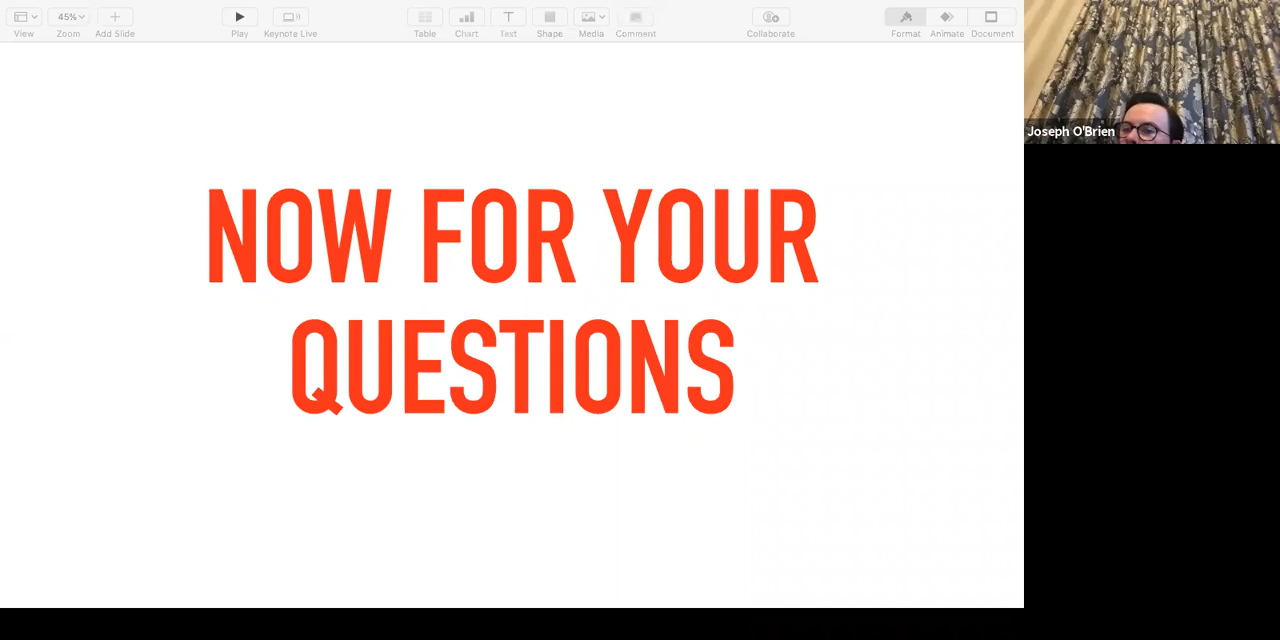 45%
View
Zoom
Add Slide
Play
Keynote Live
Table
Chart
Text
Shape
Media
Comment
Collaborate
Format
Animate
Document
Joseph O'Brien
NOW FOR YOUR
QUESTIONS